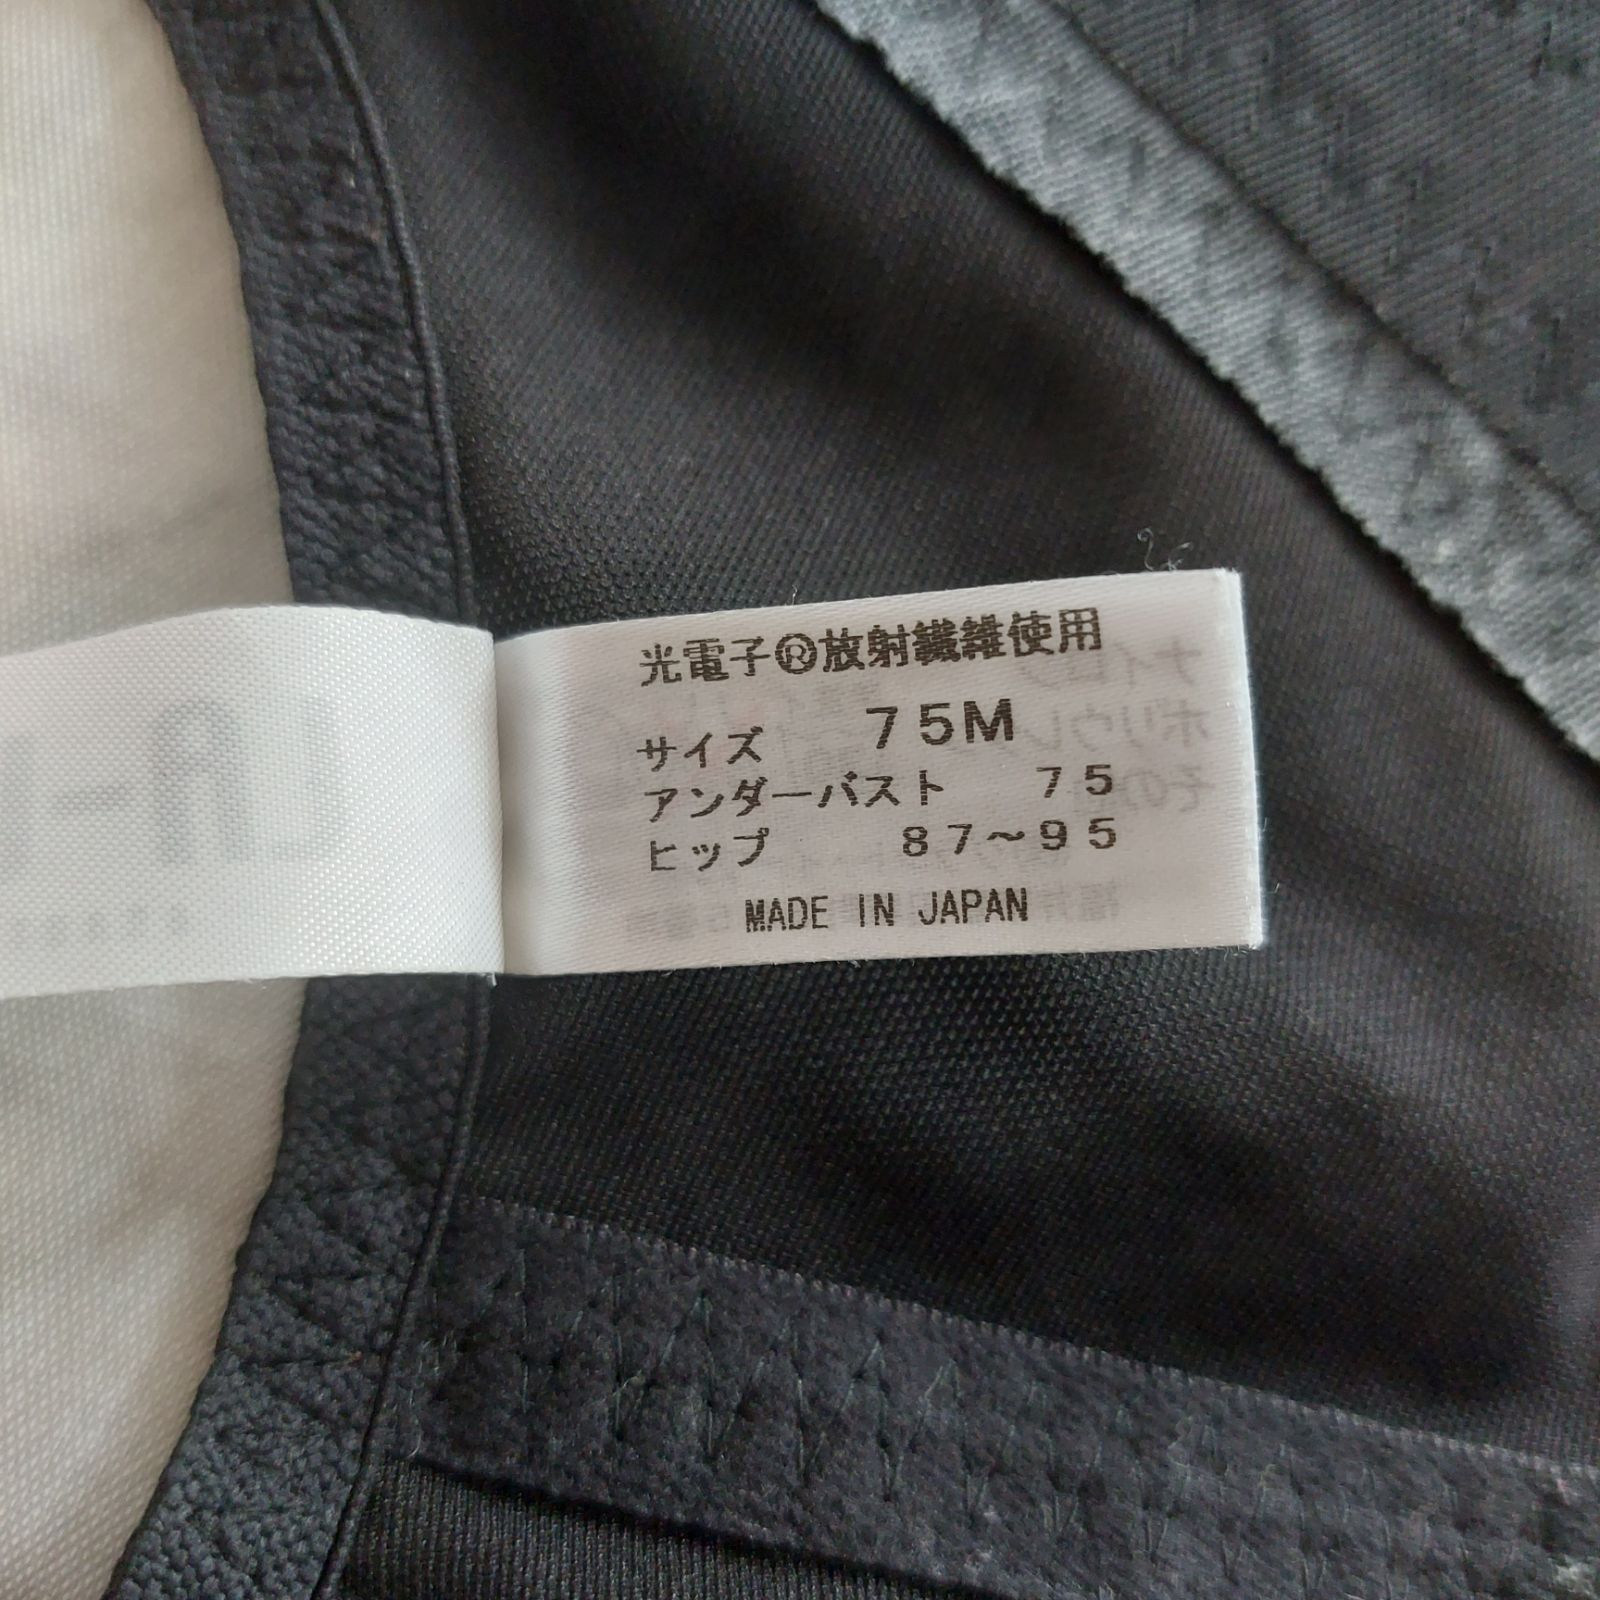 光電子®放射繊維使用
サイズ 75M
アンダーバスト 75
ヒップ 87〜95
MADE IN JAPAN